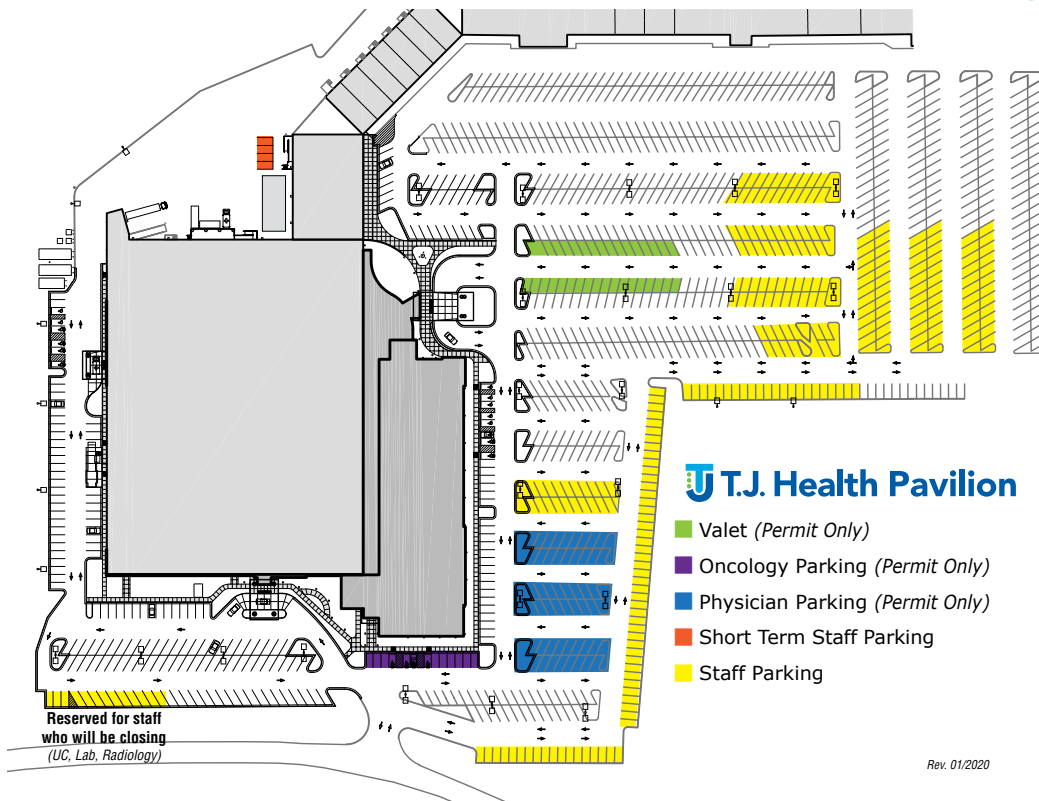 T.J. Health Pavilion
Valet (Permit Only)
Oncology Parking (Permit Only)
Physician Parking (Permit Only)
Short Term Staff Parking
Staff Parking
Reserved for staff
who will be closing
(UC, Lab, Radiology)
Rev. 01/2020